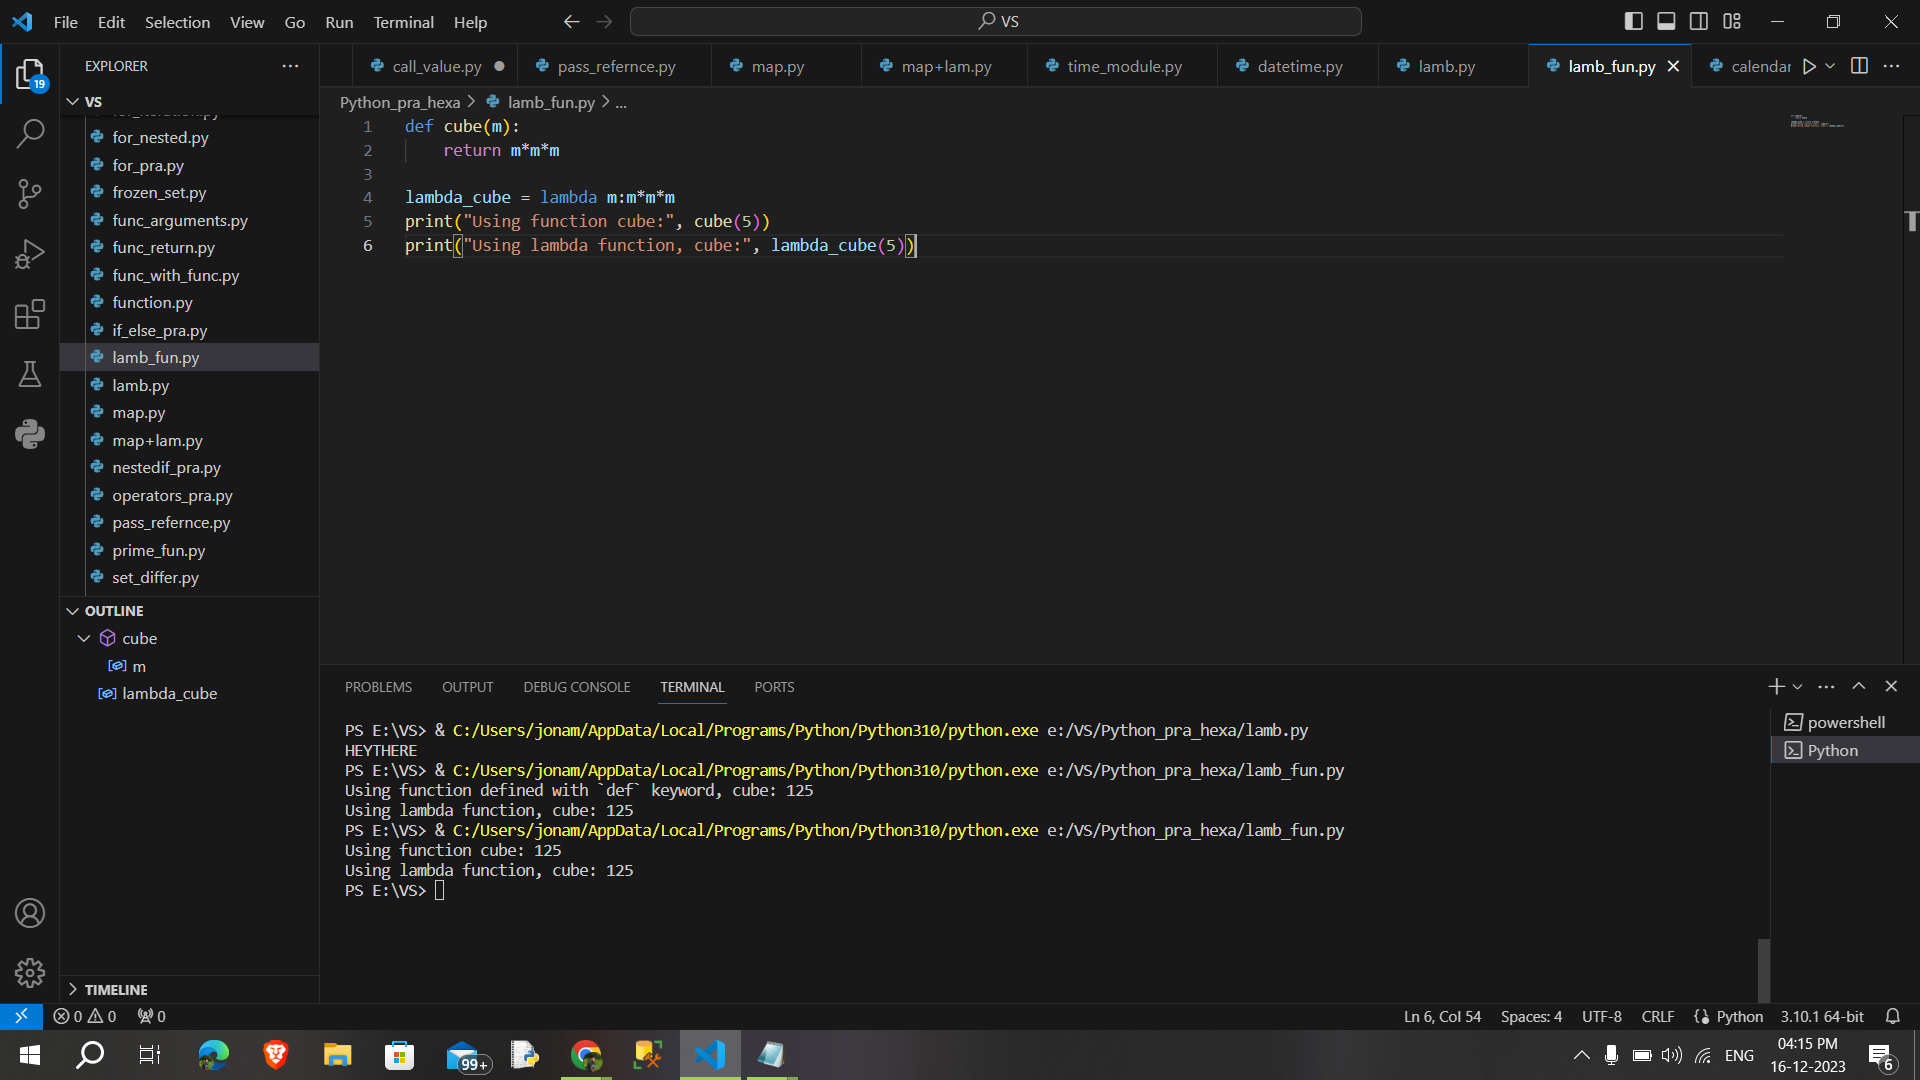 File Edit Selection View Go Run Terminal Help
VS
EXPLORER
19
VS
for_iteration.py
for_nested.py
for_pra.py
frozen_set.py
func_arguments.py
func_return.py
func_with_func.py
function.py
if_else_pra.py
lamb_fun.py
lamb.py
map.py
map+lam.py
nestedif_pra.py
operators_pra.py
pass_refernce.py
prime_fun.py
set_differ.py
OUTLINE
cube
m
lambda_cube
TIMELINE
call_value.py pass_refernce.py map.py map+lam.py time_module.py datetime.py lamb.py lamb_fun.py calendar
Python_pra_hexa > lamb_fun.py > ...
1 def cube(m):
2 return m*m*m
3
4 lambda_cube = lambda m:m*m*m
5 print("Using function cube:", cube(5))
6 print("Using lambda function, cube:", lambda_cube(5))
PROBLEMS OUTPUT DEBUG CONSOLE TERMINAL PORTS
PS E:\VS> & C:/Users/jonam/AppData/Local/Programs/Python/Python310/python.exe e:/VS/Python_pra_hexa/lamb.py
HEYTHERE
PS E:\VS> & C:/Users/jonam/AppData/Local/Programs/Python/Python310/python.exe e:/VS/Python_pra_hexa/lamb_fun.py
Using function defined with `def` keyword, cube: 125
Using lambda function, cube: 125
PS E:\VS> & C:/Users/jonam/AppData/Local/Programs/Python/Python310/python.exe e:/VS/Python_pra_hexa/lamb_fun.py
Using function cube: 125
Using lambda function, cube: 125
PS E:\VS>
powershell
Python
0 0 0
Ln 6, Col 54 Spaces: 4 UTF-8 CRLF Python 3.10.1 64-bit
99+
ENG
04:15 PM
16-12-2023
6